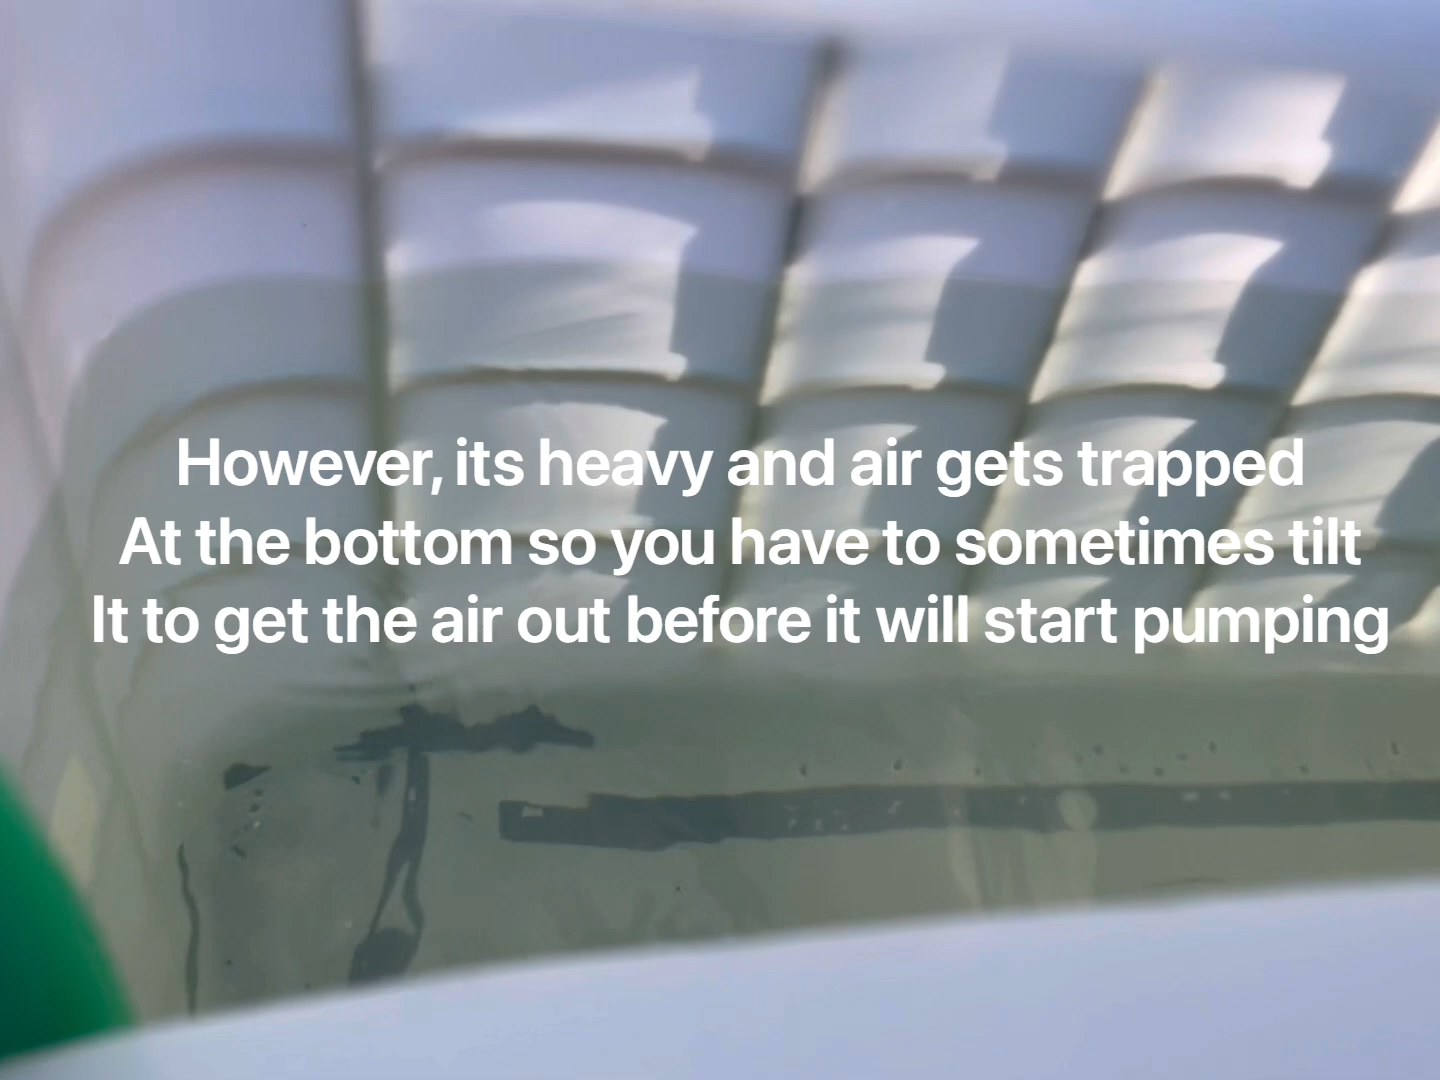 However, its heavy and air gets trapped
At the bottom so you have to sometimes tilt
It to get the air out before it will start pumping